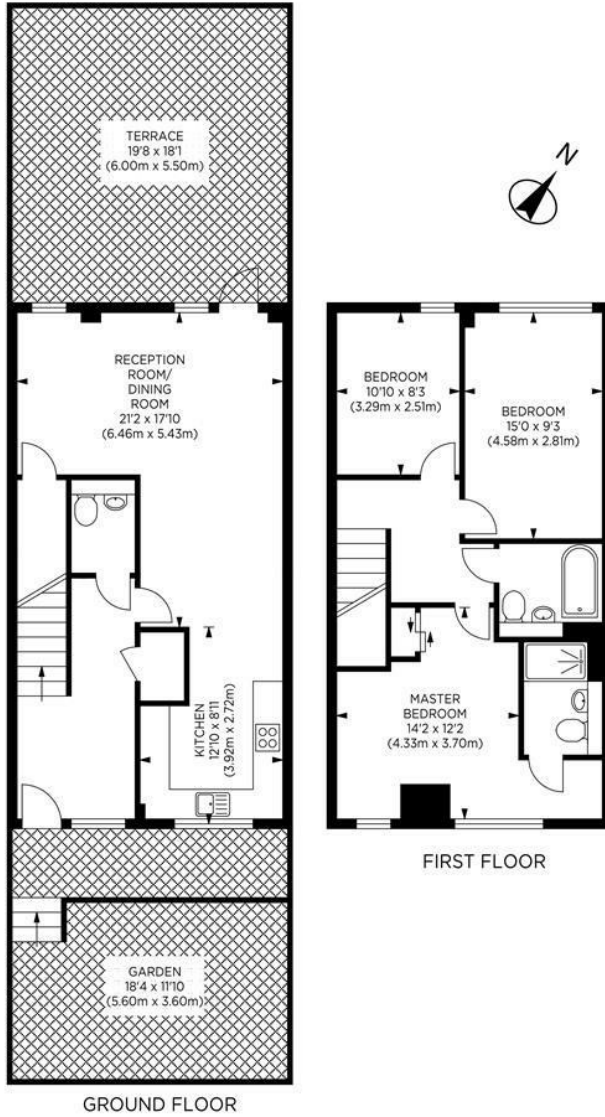 TERRACE
19'8 x 18'1
(6.00m x 5.50m)
N
RECEPTION
ROOM/
DINING
ROOM
21'2 x 17'10
(6.46m x 5.43m)
KITCHEN
12'10 x 8'11
(3.92m x 2.72m)
GARDEN
18'4 x 11'10
(5.60m x 3.60m)
GROUND FLOOR
BEDROOM
10'10 x 8'3
(3.29m x 2.51m)
BEDROOM
15'0 x 9'3
(4.58m x 2.81m)
MASTER
BEDROOM
14'2 x 12'2
(4.33m x 3.70m)
FIRST FLOOR